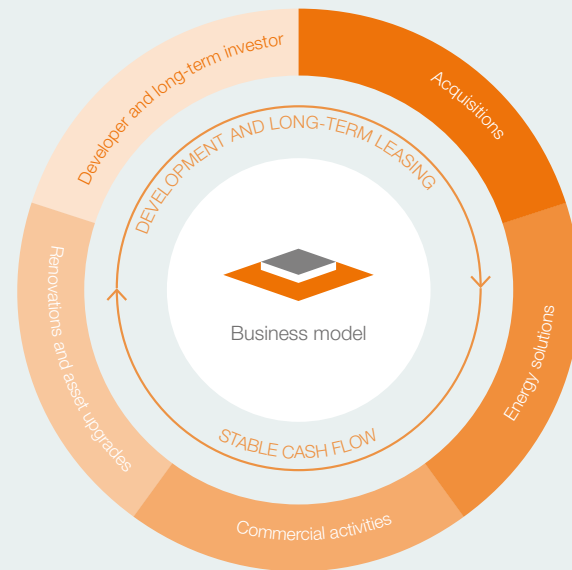 Developer and long-term investor
Acquisitions
DEVELOPMENT AND LONG-TERM LEASING
Renovations and asset upgrades
Business model
Energy solutions
STABLE CASH FLOW
Commercial activities